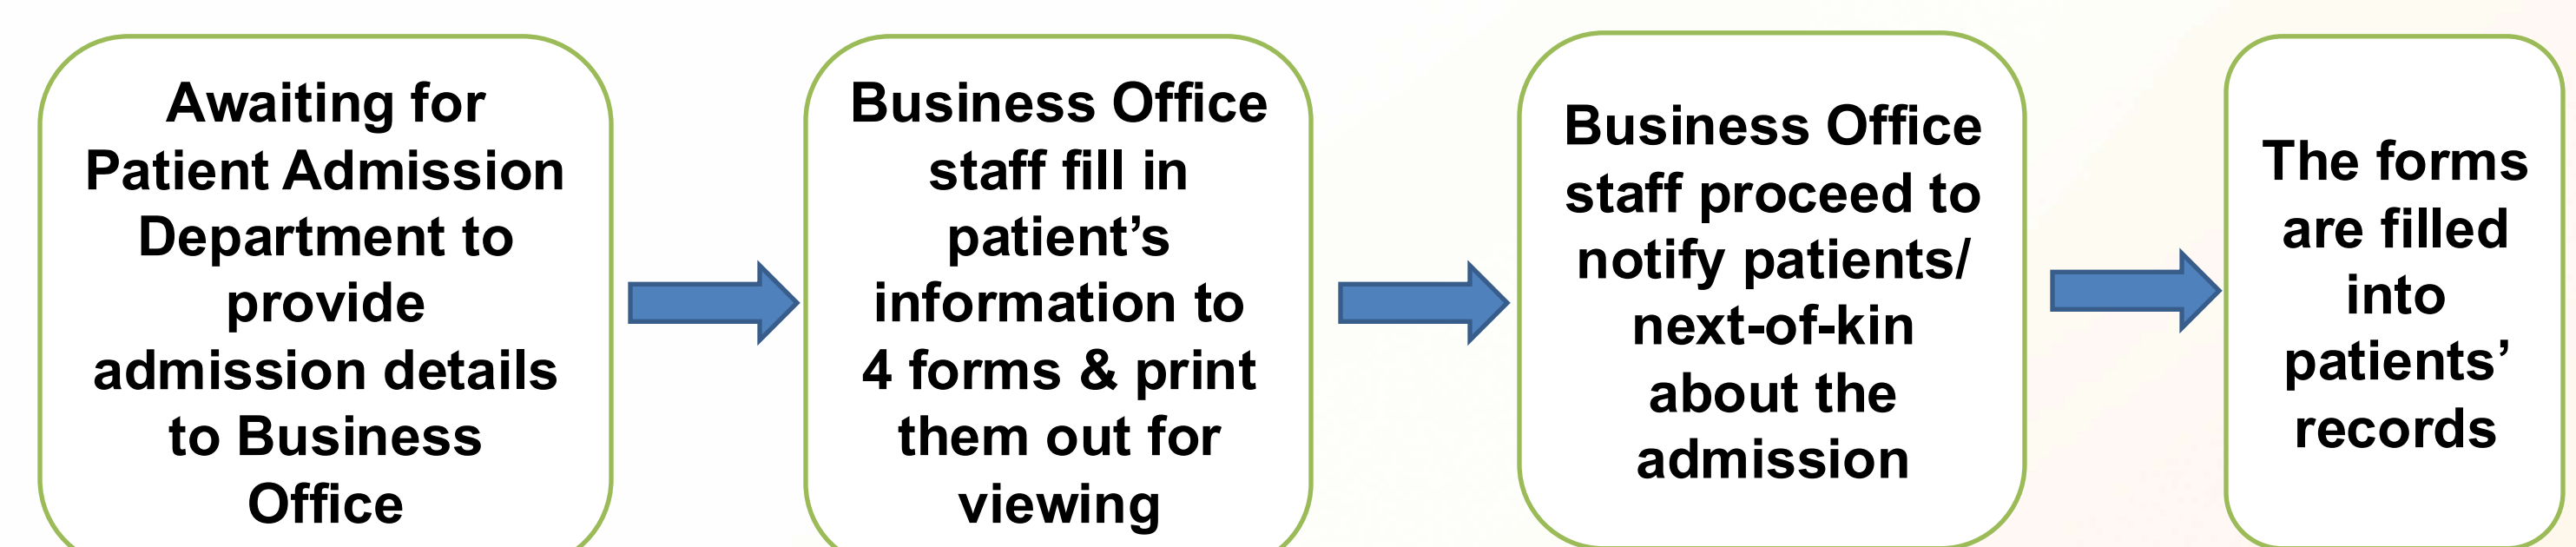 Awaiting for
Patient Admission
Department to
provide
admission details
to Business
Office
Business Office
staff fill in
patient’s
information to
4 forms & print
them out for
viewing
Business Office
staff proceed to
notify patients/
next-of-kin
about the
admission
The forms
are filled
into
patients’
records